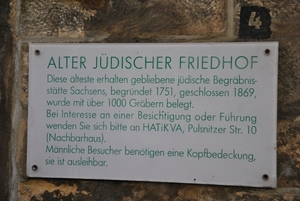 4
ALTER JÜDISCHER FRIEDHOF
Diese älteste erhalten gebliebene jüdische Begräbnis-
stätte Sachsens, begründet 1751, geschlossen 1869,
wurde mit über 1000 Gräbern belegt.
Bei Interesse an einer Besichtigung oder Führung
wenden Sie sich bitte an HATiKVA, Pulsnitzer Str. 10
(Nachbarhaus).
Männliche Besucher benötigen eine Kopfbedeckung,
sie ist ausleihbar.